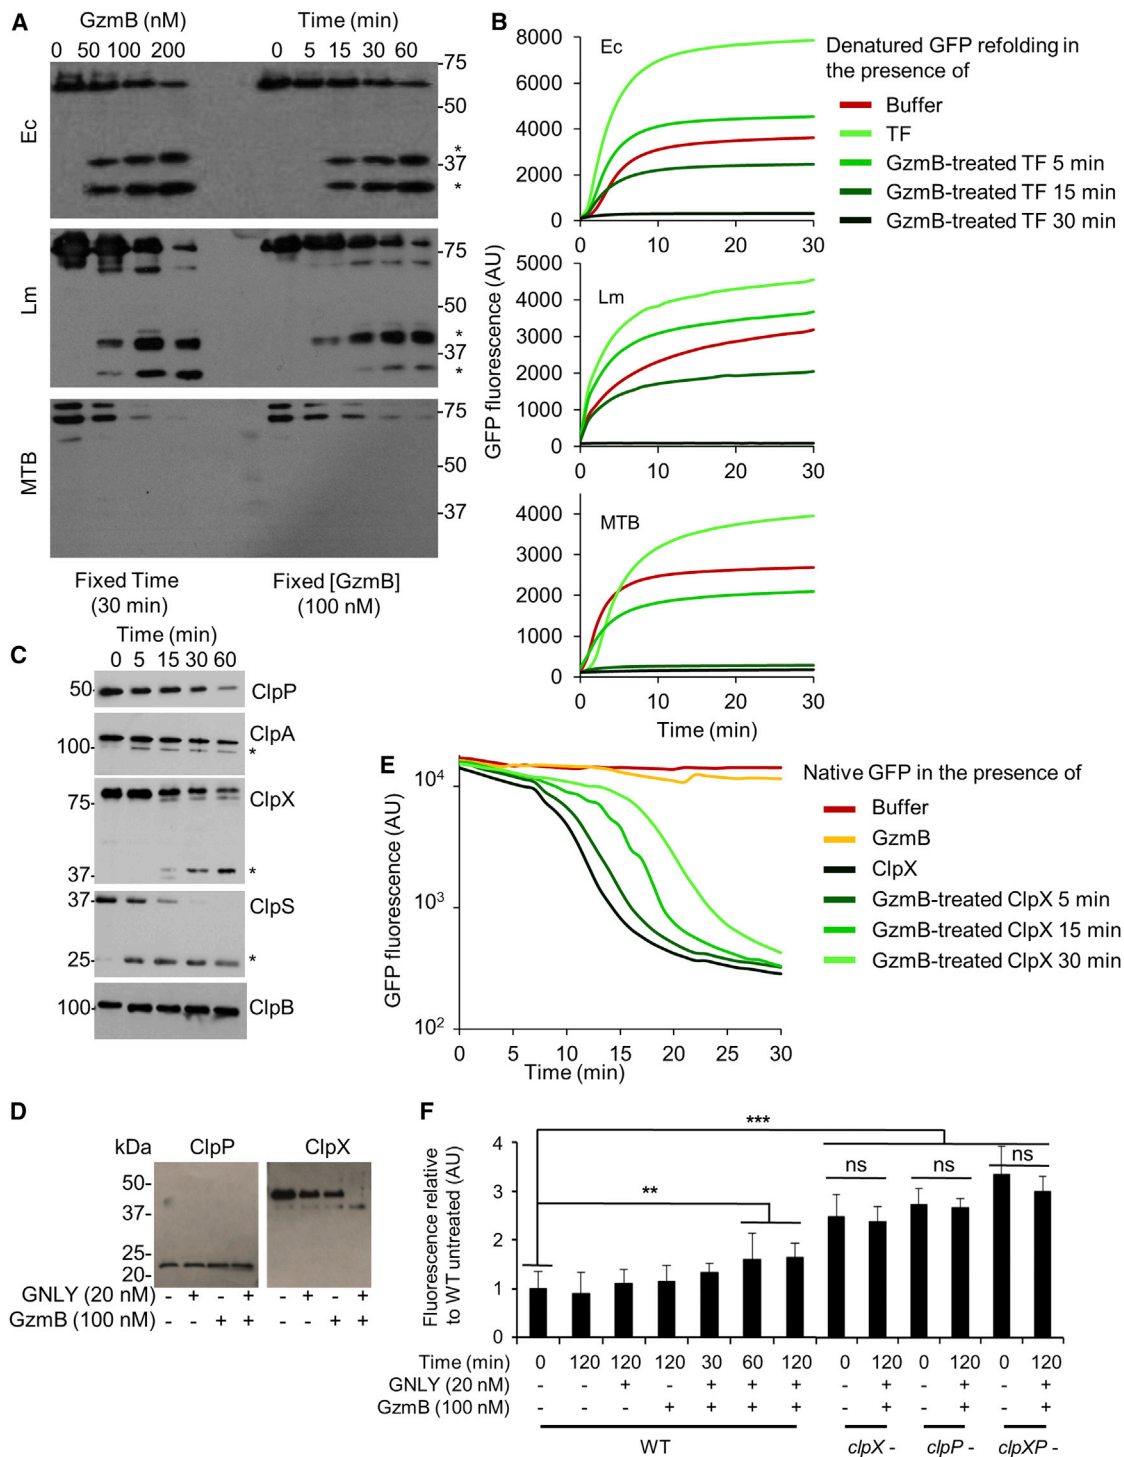 A
GzmB (nM)
0 50 100 200
Time (min)
0 5 15 30 60
Ec
-75
-50
*
-37
*
Lm
-75
-50
*
-37
*
MTB
-75
-50
-37
Fixed Time
(30 min)
Fixed [GzmB]
(100 nM)
B
GFP fluorescence (AU)
Ec
8000
6000
4000
2000
0
0 10 20 30
Lm
5000
4000
3000
2000
1000
0
0 10 20 30
MTB
4000
3000
2000
1000
0
0 10 20 30
Time (min)
Denatured GFP refolding in
the presence of
Buffer
TF
GzmB-treated TF 5 min
GzmB-treated TF 15 min
GzmB-treated TF 30 min
C
Time (min)
0 5 15 30 60
50-
ClpP
ClpA
100-
*
ClpX
75-
37-
*
37-
ClpS
25-
*
100-
ClpB
E
GFP fluorescence (AU)
10^4
10^3
10^2
0 5 10 15 20 25 30
Time (min)
Native GFP in the presence of
Buffer
GzmB
ClpX
GzmB-treated ClpX 5 min
GzmB-treated ClpX 15 min
GzmB-treated ClpX 30 min
D
kDa ClpP ClpX
50-
37-
25-
20-
GNLY (20 nM) - + - + - + - +
GzmB (100 nM) - - + + - - + +
F
Fluorescence relative
to WT untreated (AU)
4
3
2
1
0
***
**
ns ns ns
Time (min) 0 120 120 120 30 60 120 0 120 0 120 0 120
GNLY (20 nM) - - + - + + + - + - + - +
GzmB (100 nM) - - - + + + + - + - + - +
WT clpX - clpP - clpXP -